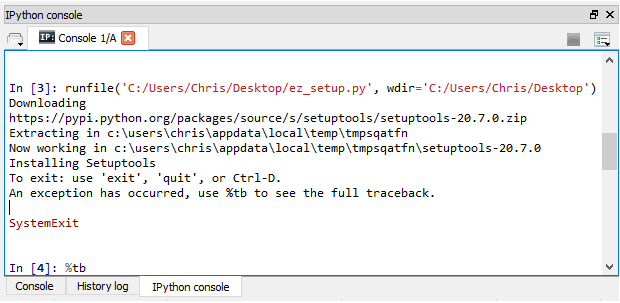 IPython console
IP: Console 1/A
In [3]: runfile('C:/Users/Chris/Desktop/ez_setup.py', wdir='C:/Users/Chris/Desktop')
Downloading
https://pypi.python.org/packages/source/s/setuptools/setuptools-20.7.0.zip
Extracting in c:\users\chris\appdata\local\temp\tmpsqatfn
Now working in c:\users\chris\appdata\local\temp\tmpsqatfn\setuptools-20.7.0
Installing Setuptools
To exit: use 'exit', 'quit', or Ctrl-D.
An exception has occurred, use %tb to see the full traceback.
SystemExit
In [4]: %tb
Console History log IPython console